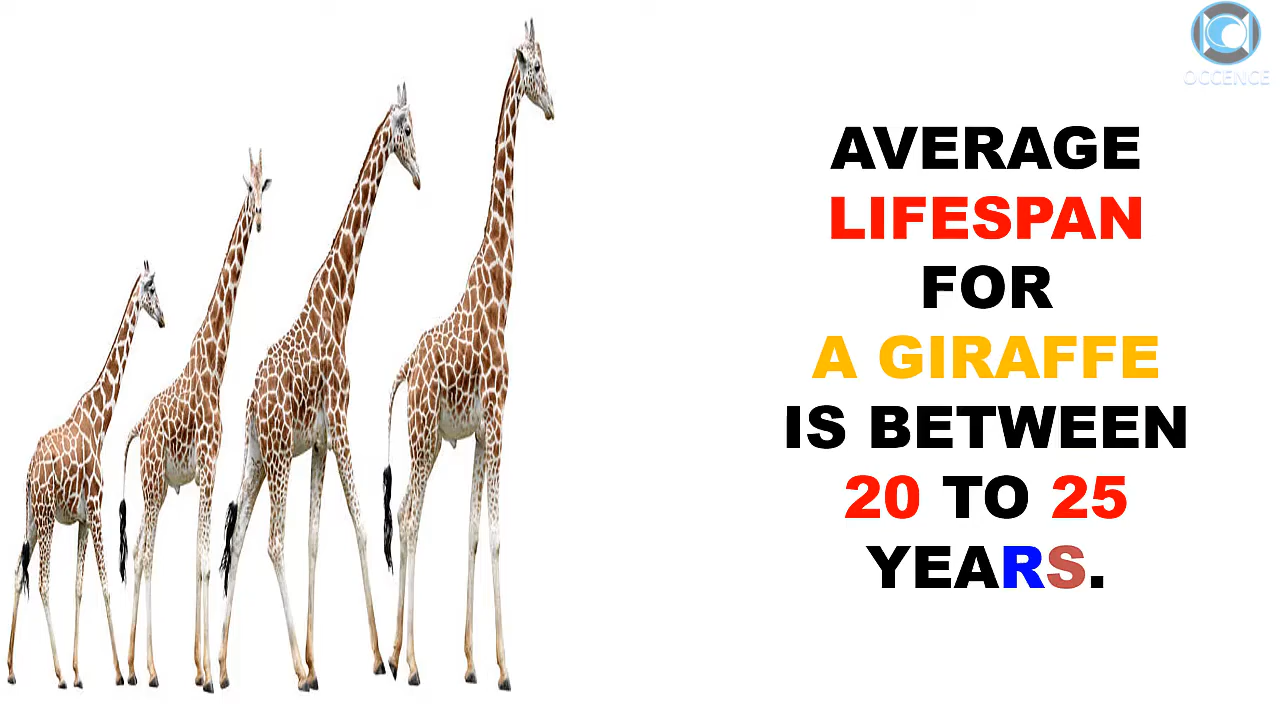 OCCENCE
AVERAGE
LIFESPAN
FOR
A GIRAFFE
IS BETWEEN
20 TO 25
YEARS.